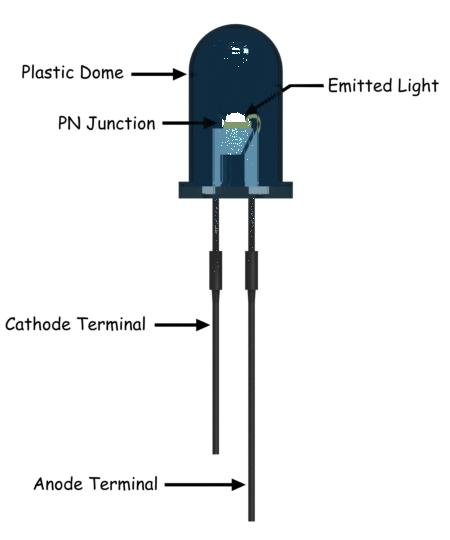 Plastic Dome
Emitted Light
PN Junction
Cathode Terminal
Anode Terminal